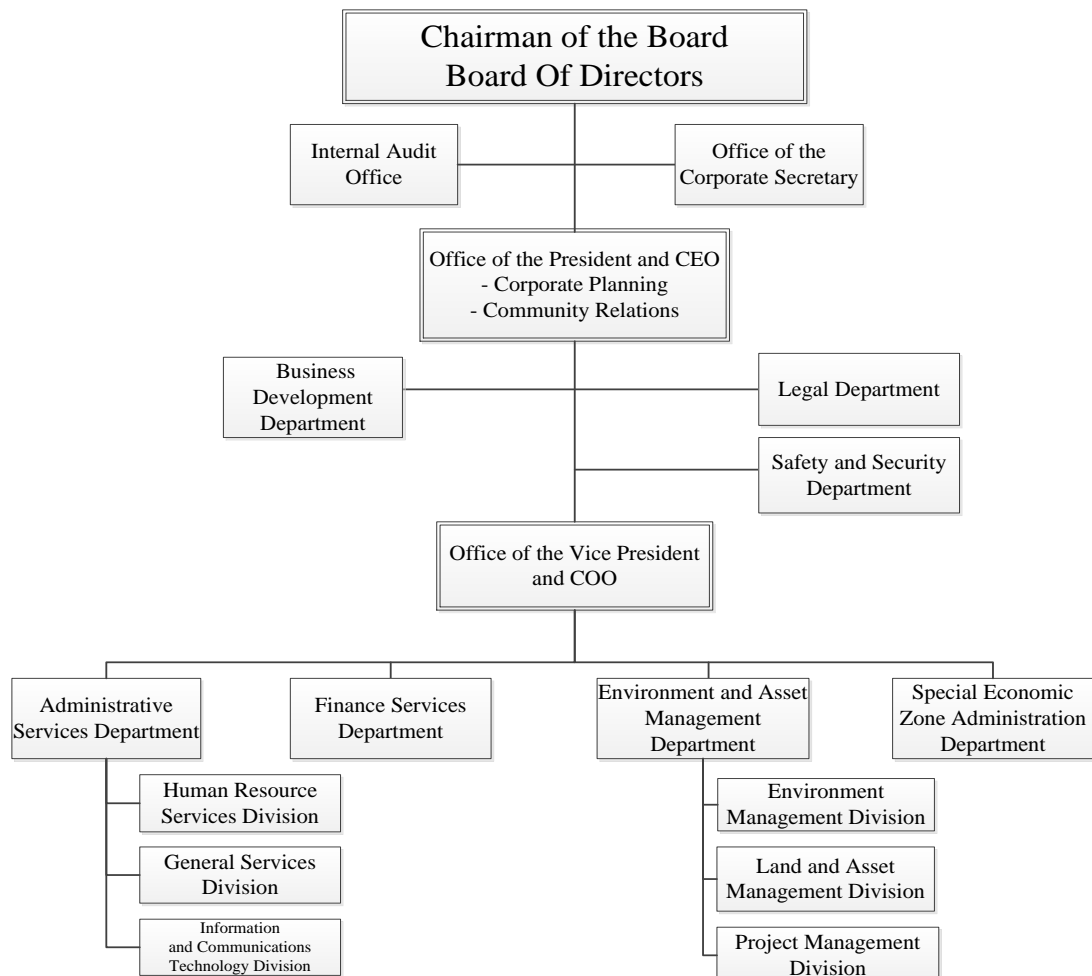 Chairman of the Board
Board Of Directors
Internal Audit
Office
Office of the
Corporate Secretary
Office of the President and CEO
- Corporate Planning
- Community Relations
Business
Development
Department
Legal Department
Safety and Security
Department
Office of the Vice President
and COO
Administrative
Services Department
Finance Services
Department
Environment and Asset
Management
Department
Special Economic
Zone Administration
Department
Human Resource
Services Division
General Services
Division
Information
and Communications
Technology Division
Environment
Management Division
Land and Asset
Management Division
Project Management
Division